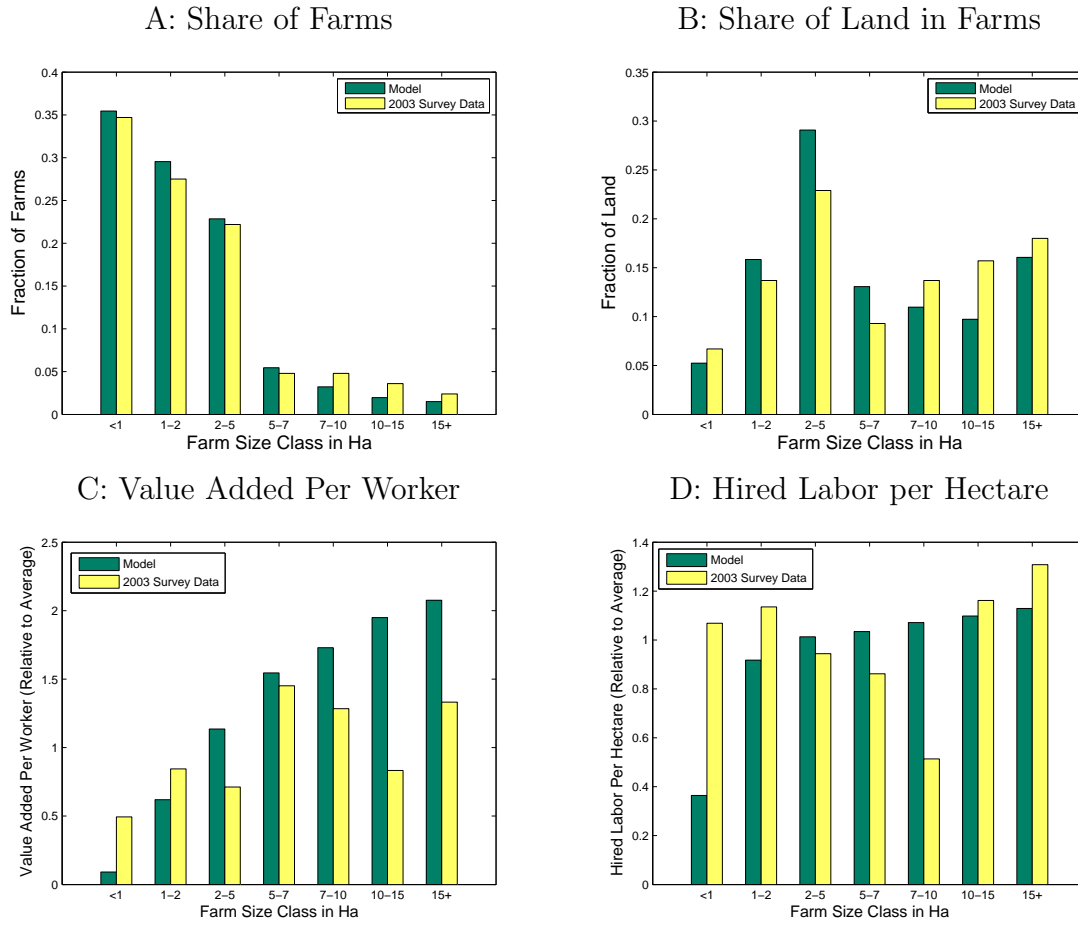 A: Share of Farms
0.4
0.35
0.3
0.25
0.2
0.15
0.1
0.05
0
Fraction of Farms
Model
2003 Survey Data
<1 1−2 2−5 5−7 7−10 10−15 15+
Farm Size Class in Ha
B: Share of Land in Farms
0.35
0.3
0.25
0.2
0.15
0.1
0.05
0
Fraction of Land
Model
2003 Survey Data
<1 1−2 2−5 5−7 7−10 10−15 15+
Farm Size Class in Ha
C: Value Added Per Worker
2.5
2
1.5
1
0.5
0
Value Added Per Worker (Relative to Average)
Model
2003 Survey Data
<1 1−2 2−5 5−7 7−10 10−15 15+
Farm Size Class in Ha
D: Hired Labor per Hectare
1.4
1.2
1
0.8
0.6
0.4
0.2
0
Hired Labor Per Hectare (Relative to Average)
Model
2003 Survey Data
<1 1−2 2−5 5−7 7−10 10−15 15+
Farm Size Class in Ha